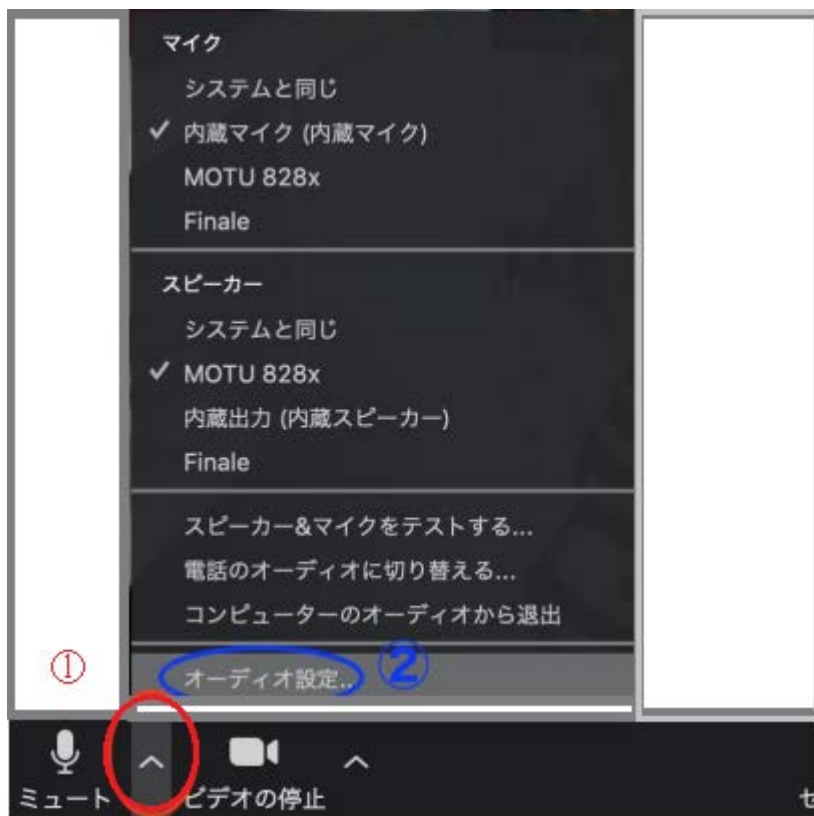 マイク
システムと同じ
✓ 内蔵マイク (内蔵マイク)
MOTU 828x
Finale
スピーカー
システムと同じ
✓ MOTU 828x
内蔵出力 (内蔵スピーカー)
Finale
スピーカー&マイクをテストする...
電話のオーディオに切り替える...
コンピューターのオーディオから退出
① オーディオ設定... ②
ミュート ビデオの停止 セ